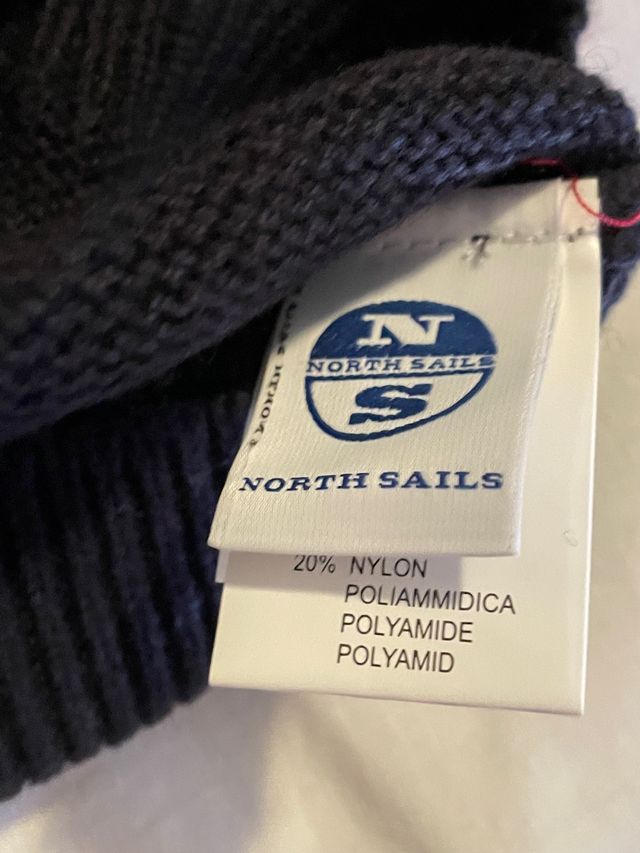 N
NORTH SAILS
S
NORTH SAILS
20% NYLON
POLIAMMIDICA
POLYAMIDE
POLYAMID